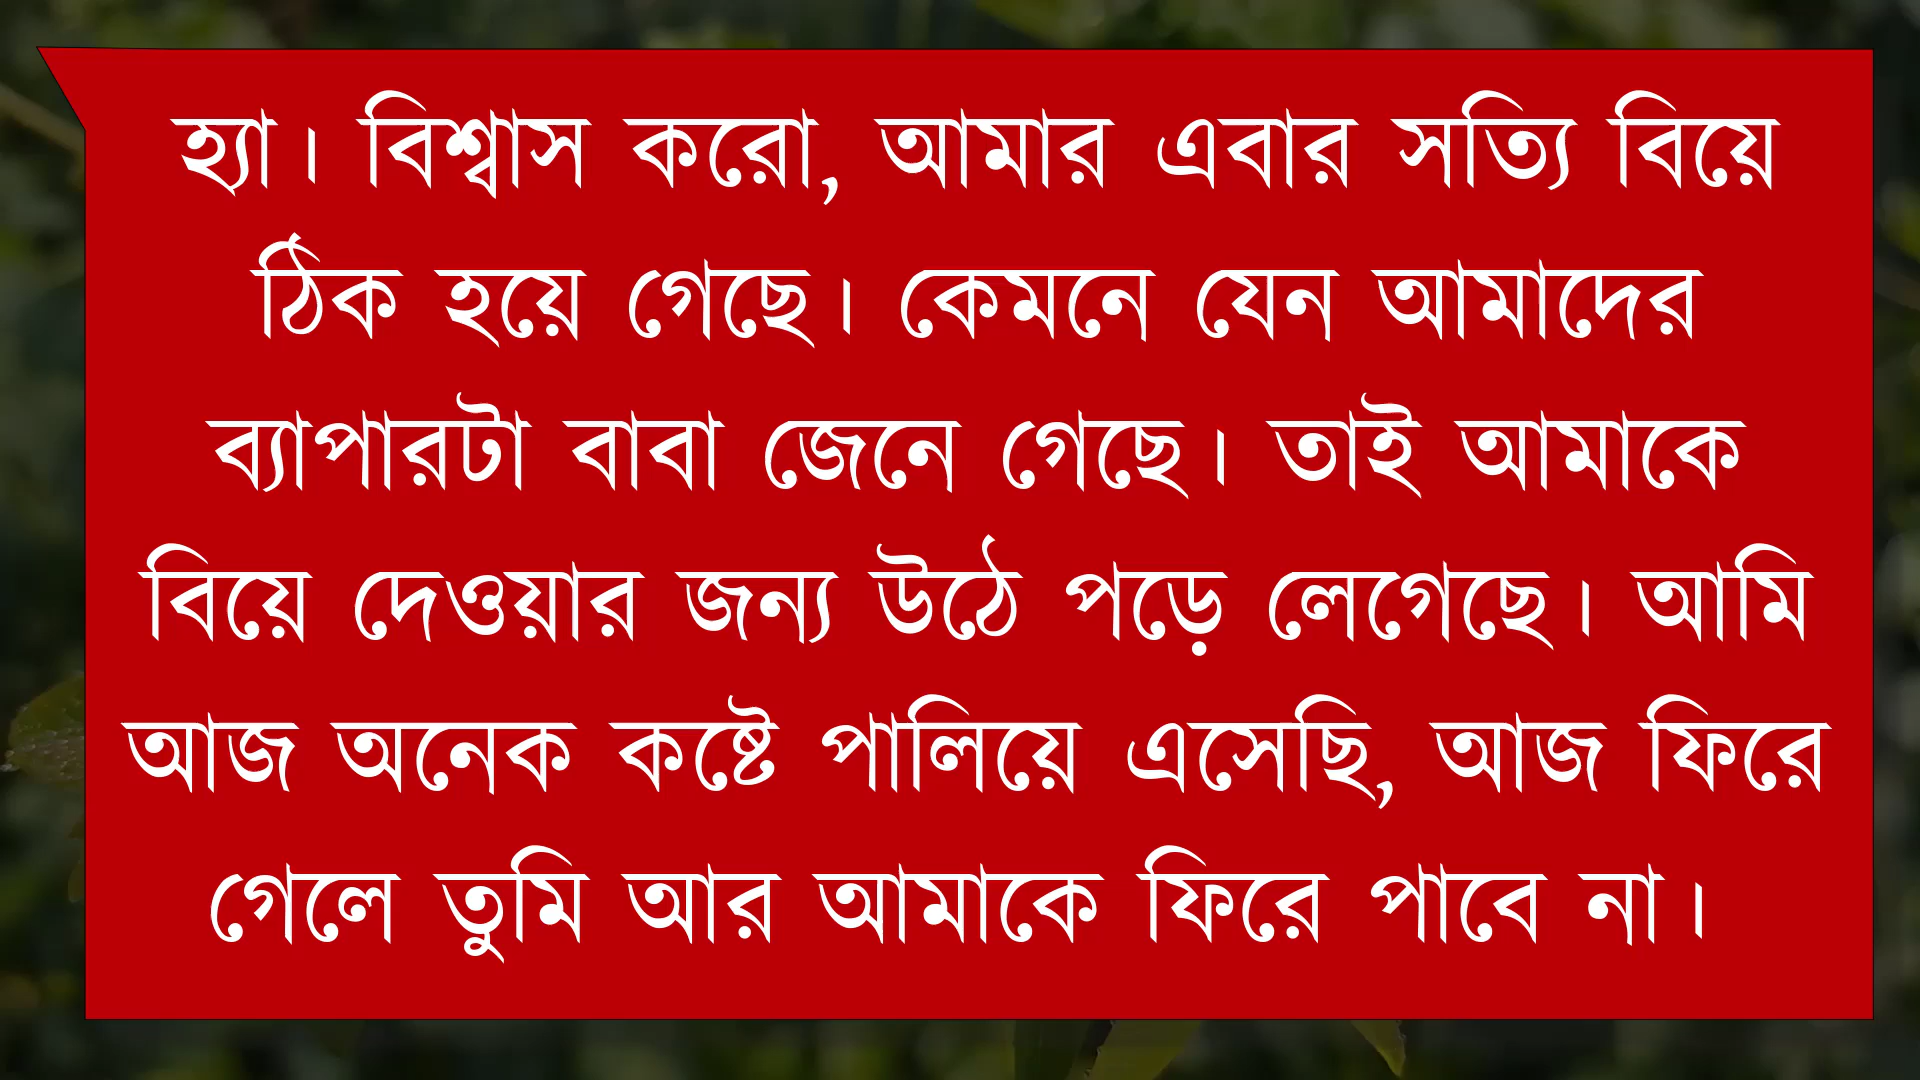 হ্যা। বিশ্বাস করো, আমার এবার সত্যি বিয়ে
ঠিক হয়ে গেছে। কেমনে যেন আমাদের
ব্যাপারটা বাবা জেনে গেছে। তাই আমাকে
বিয়ে দেওয়ার জন্য উঠে পড়ে লেগেছে। আমি
আজ অনেক কষ্টে পালিয়ে এসেছি, আজ ফিরে
গেলে তুমি আর আমাকে ফিরে পাবে না।